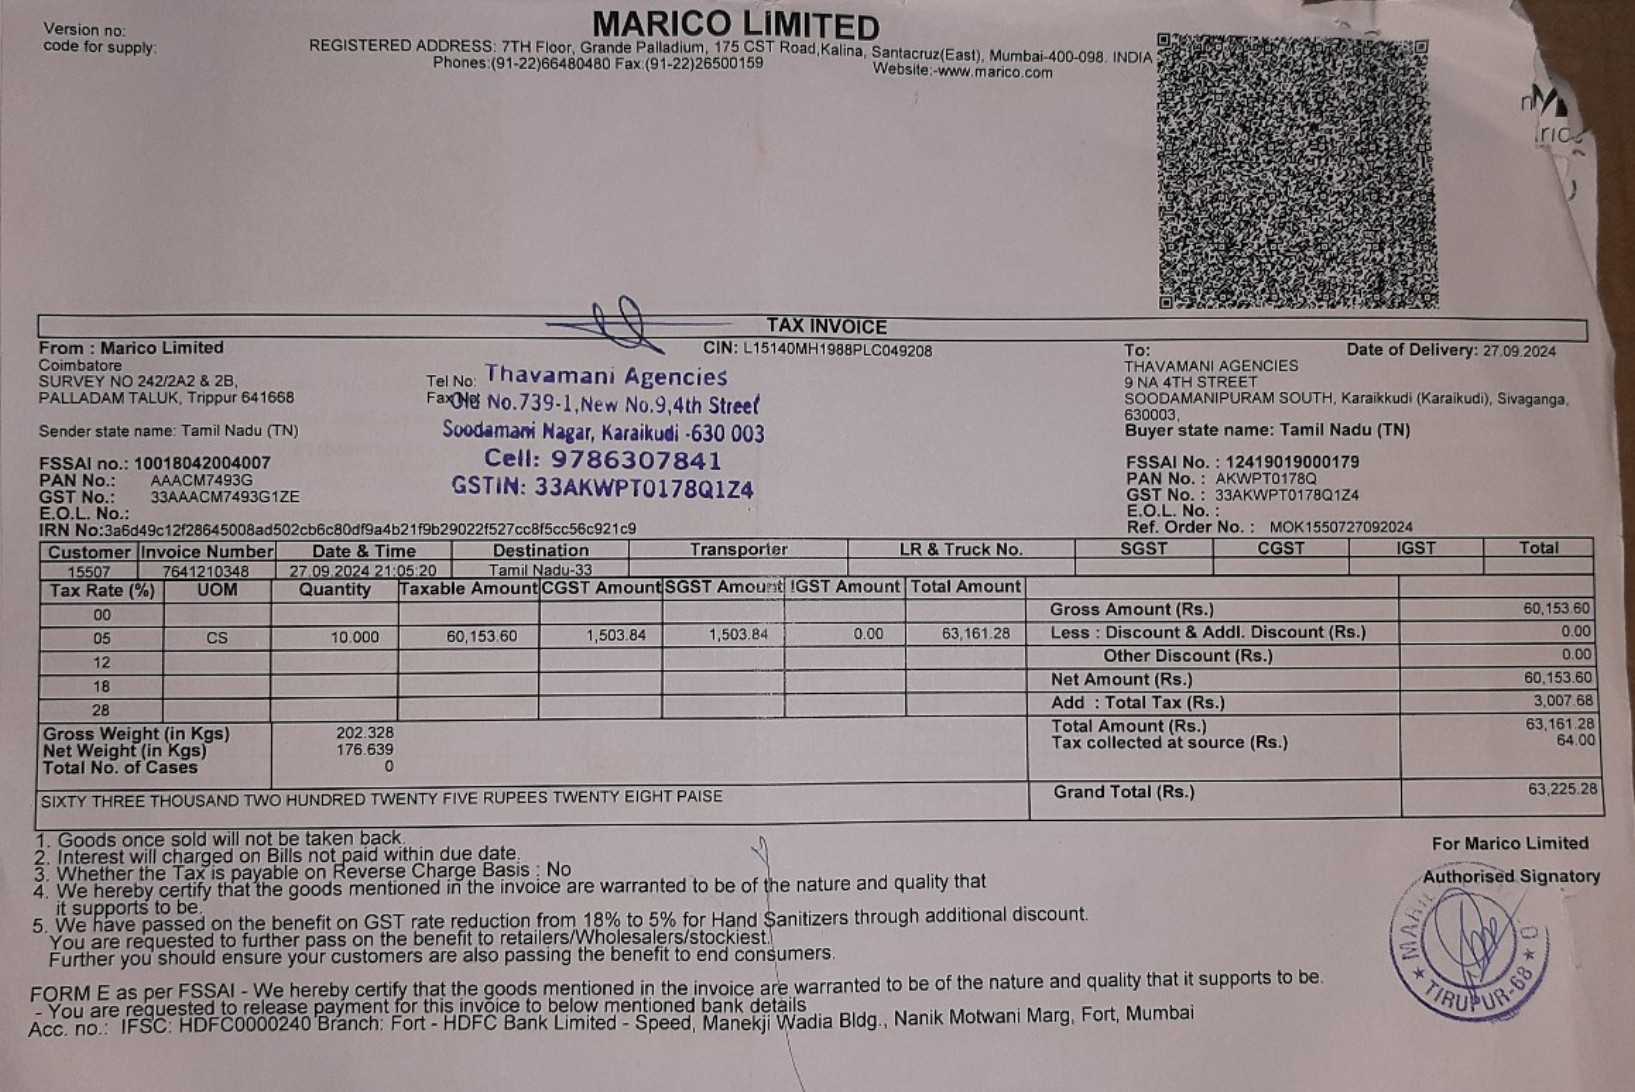 MARICO LIMITED
Version no:
code for supply:
REGISTERED ADDRESS: 7TH Floor, Grande Palladium, 175 CST Road,Kalina, Santacruz(East), Mumbai-400-098. INDIA
Phones:(91-22)66480480 Fax:(91-22)26500159 Website:-www.marico.com
TAX INVOICE
From : Marico Limited
Coimbatore
SURVEY NO 242/2A2 & 2B,
PALLADAM TALUK, Trippur 641668
Sender state name: Tamil Nadu (TN)
FSSAI no.: 10018042004007
PAN No.: AAACM7493G
GST No.: 33AAACM7493G1ZE
E.O.L. No.:
IRN No:3a6d49c12f28645008ad502cb6c80df9a4b21f9b29022f527cc8f5cc56c921c9
CIN: L15140MH1988PLC049208
Tel No:
Fax No:
Thavamani Agencies
Old No.739-1,New No.9,4th Street
Soodamani Nagar, Karaikudi -630 003
Cell: 9786307841
GSTIN: 33AKWPT0178Q1Z4
To: Date of Delivery: 27.09.2024
THAVAMANI AGENCIES
9 NA 4TH STREET
SOODAMANIPURAM SOUTH, Karaikkudi (Karaikudi), Sivaganga,
630003,
Buyer state name: Tamil Nadu (TN)
FSSAI No. : 12419019000179
PAN No. : AKWPT0178Q
GST No. : 33AKWPT0178Q1Z4
E.O.L. No. :
Ref. Order No. : MOK1550727092024
Customer Invoice Number Date & Time Destination Transporter LR & Truck No. SGST CGST IGST Total
15507 7641210348 27.09.2024 21:05:20 Tamil Nadu-33
Tax Rate (%) UOM Quantity Taxable Amount CGST Amount SGST Amount IGST Amount Total Amount
00
05 CS 10.000 60,153.60 1,503.84 1,503.84 0.00 63,161.28
12
18
28
Gross Amount (Rs.) 60,153.60
Less : Discount & Addl. Discount (Rs.) 0.00
Other Discount (Rs.) 0.00
Net Amount (Rs.) 60,153.60
Add : Total Tax (Rs.) 3,007.68
Total Amount (Rs.) 63,161.28
Tax collected at source (Rs.) 64.00
Gross Weight (in Kgs) 202.328
Net Weight (in Kgs) 176.639
Total No. of Cases 0
SIXTY THREE THOUSAND TWO HUNDRED TWENTY FIVE RUPEES TWENTY EIGHT PAISE
Grand Total (Rs.) 63,225.28
1. Goods once sold will not be taken back.
2. Interest will charged on Bills not paid within due date.
3. Whether the Tax is payable on Reverse Charge Basis : No
4. We hereby certify that the goods mentioned in the invoice are warranted to be of the nature and quality that
it supports to be.
5. We have passed on the benefit on GST rate reduction from 18% to 5% for Hand Sanitizers through additional discount.
You are requested to further pass on the benefit to retailers/Wholesalers/stockiest.
Further you should ensure your customers are also passing the benefit to end consumers.
FORM E as per FSSAI - We hereby certify that the goods mentioned in the invoice are warranted to be of the nature and quality that it supports to be.
- You are requested to release payment for this invoice to below mentioned bank details
Acc. no.: IFSC: HDFC0000240 Branch: Fort - HDFC Bank Limited - Speed, Manekji Wadia Bldg., Nanik Motwani Marg, Fort, Mumbai
For Marico Limited
Authorised Signatory
TIRUPUR-68